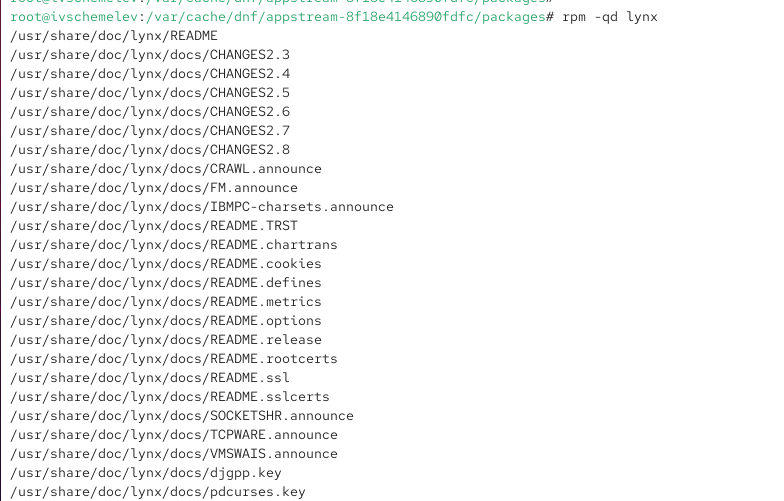 root@ivschemelev:/var/cache/dnf/appstream-8f18e4146890fdfc/packages#
root@ivschemelev:/var/cache/dnf/appstream-8f18e4146890fdfc/packages# rpm -qd lynx
/usr/share/doc/lynx/README
/usr/share/doc/lynx/docs/CHANGES2.3
/usr/share/doc/lynx/docs/CHANGES2.4
/usr/share/doc/lynx/docs/CHANGES2.5
/usr/share/doc/lynx/docs/CHANGES2.6
/usr/share/doc/lynx/docs/CHANGES2.7
/usr/share/doc/lynx/docs/CHANGES2.8
/usr/share/doc/lynx/docs/CRAWL.announce
/usr/share/doc/lynx/docs/FM.announce
/usr/share/doc/lynx/docs/IBMPC-charsets.announce
/usr/share/doc/lynx/docs/README.TRST
/usr/share/doc/lynx/docs/README.chartrans
/usr/share/doc/lynx/docs/README.cookies
/usr/share/doc/lynx/docs/README.defines
/usr/share/doc/lynx/docs/README.metrics
/usr/share/doc/lynx/docs/README.options
/usr/share/doc/lynx/docs/README.release
/usr/share/doc/lynx/docs/README.rootcerts
/usr/share/doc/lynx/docs/README.ssl
/usr/share/doc/lynx/docs/README.sslcerts
/usr/share/doc/lynx/docs/SOCKETSHR.announce
/usr/share/doc/lynx/docs/TCPWARE.announce
/usr/share/doc/lynx/docs/VMSWAIS.announce
/usr/share/doc/lynx/docs/djgpp.key
/usr/share/doc/lynx/docs/pdcurses.key